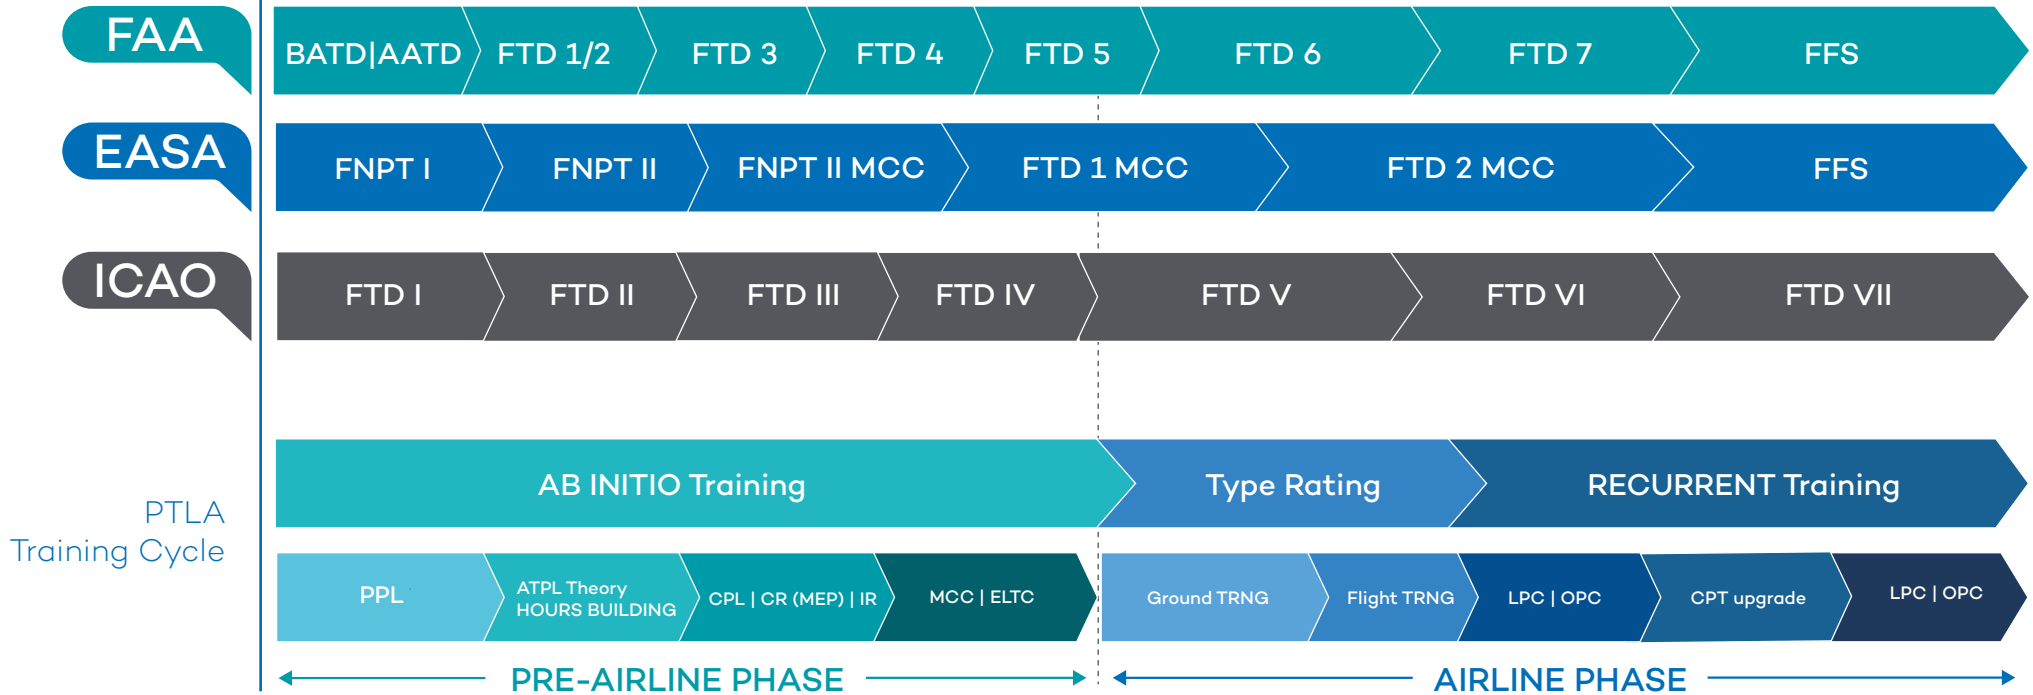 FAA
BATD|AATD
FTD 1/2
FTD 3
FTD 4
FTD 5
FTD 6
FTD 7
FFS
EASA
FNPT I
FNPT II
FNPT II MCC
FTD 1 MCC
FTD 2 MCC
FFS
ICAO
FTD I
FTD II
FTD III
FTD IV
FTD V
FTD VI
FTD VII
PTLA
Training Cycle
AB INITIO Training
Type Rating
RECURRENT Training
PPL
ATPL Theory
HOURS BUILDING
CPL | CR (MEP) | IR
MCC | ELTC
Ground TRNG
Flight TRNG
LPC | OPC
CPT upgrade
LPC | OPC
PRE-AIRLINE PHASE
AIRLINE PHASE